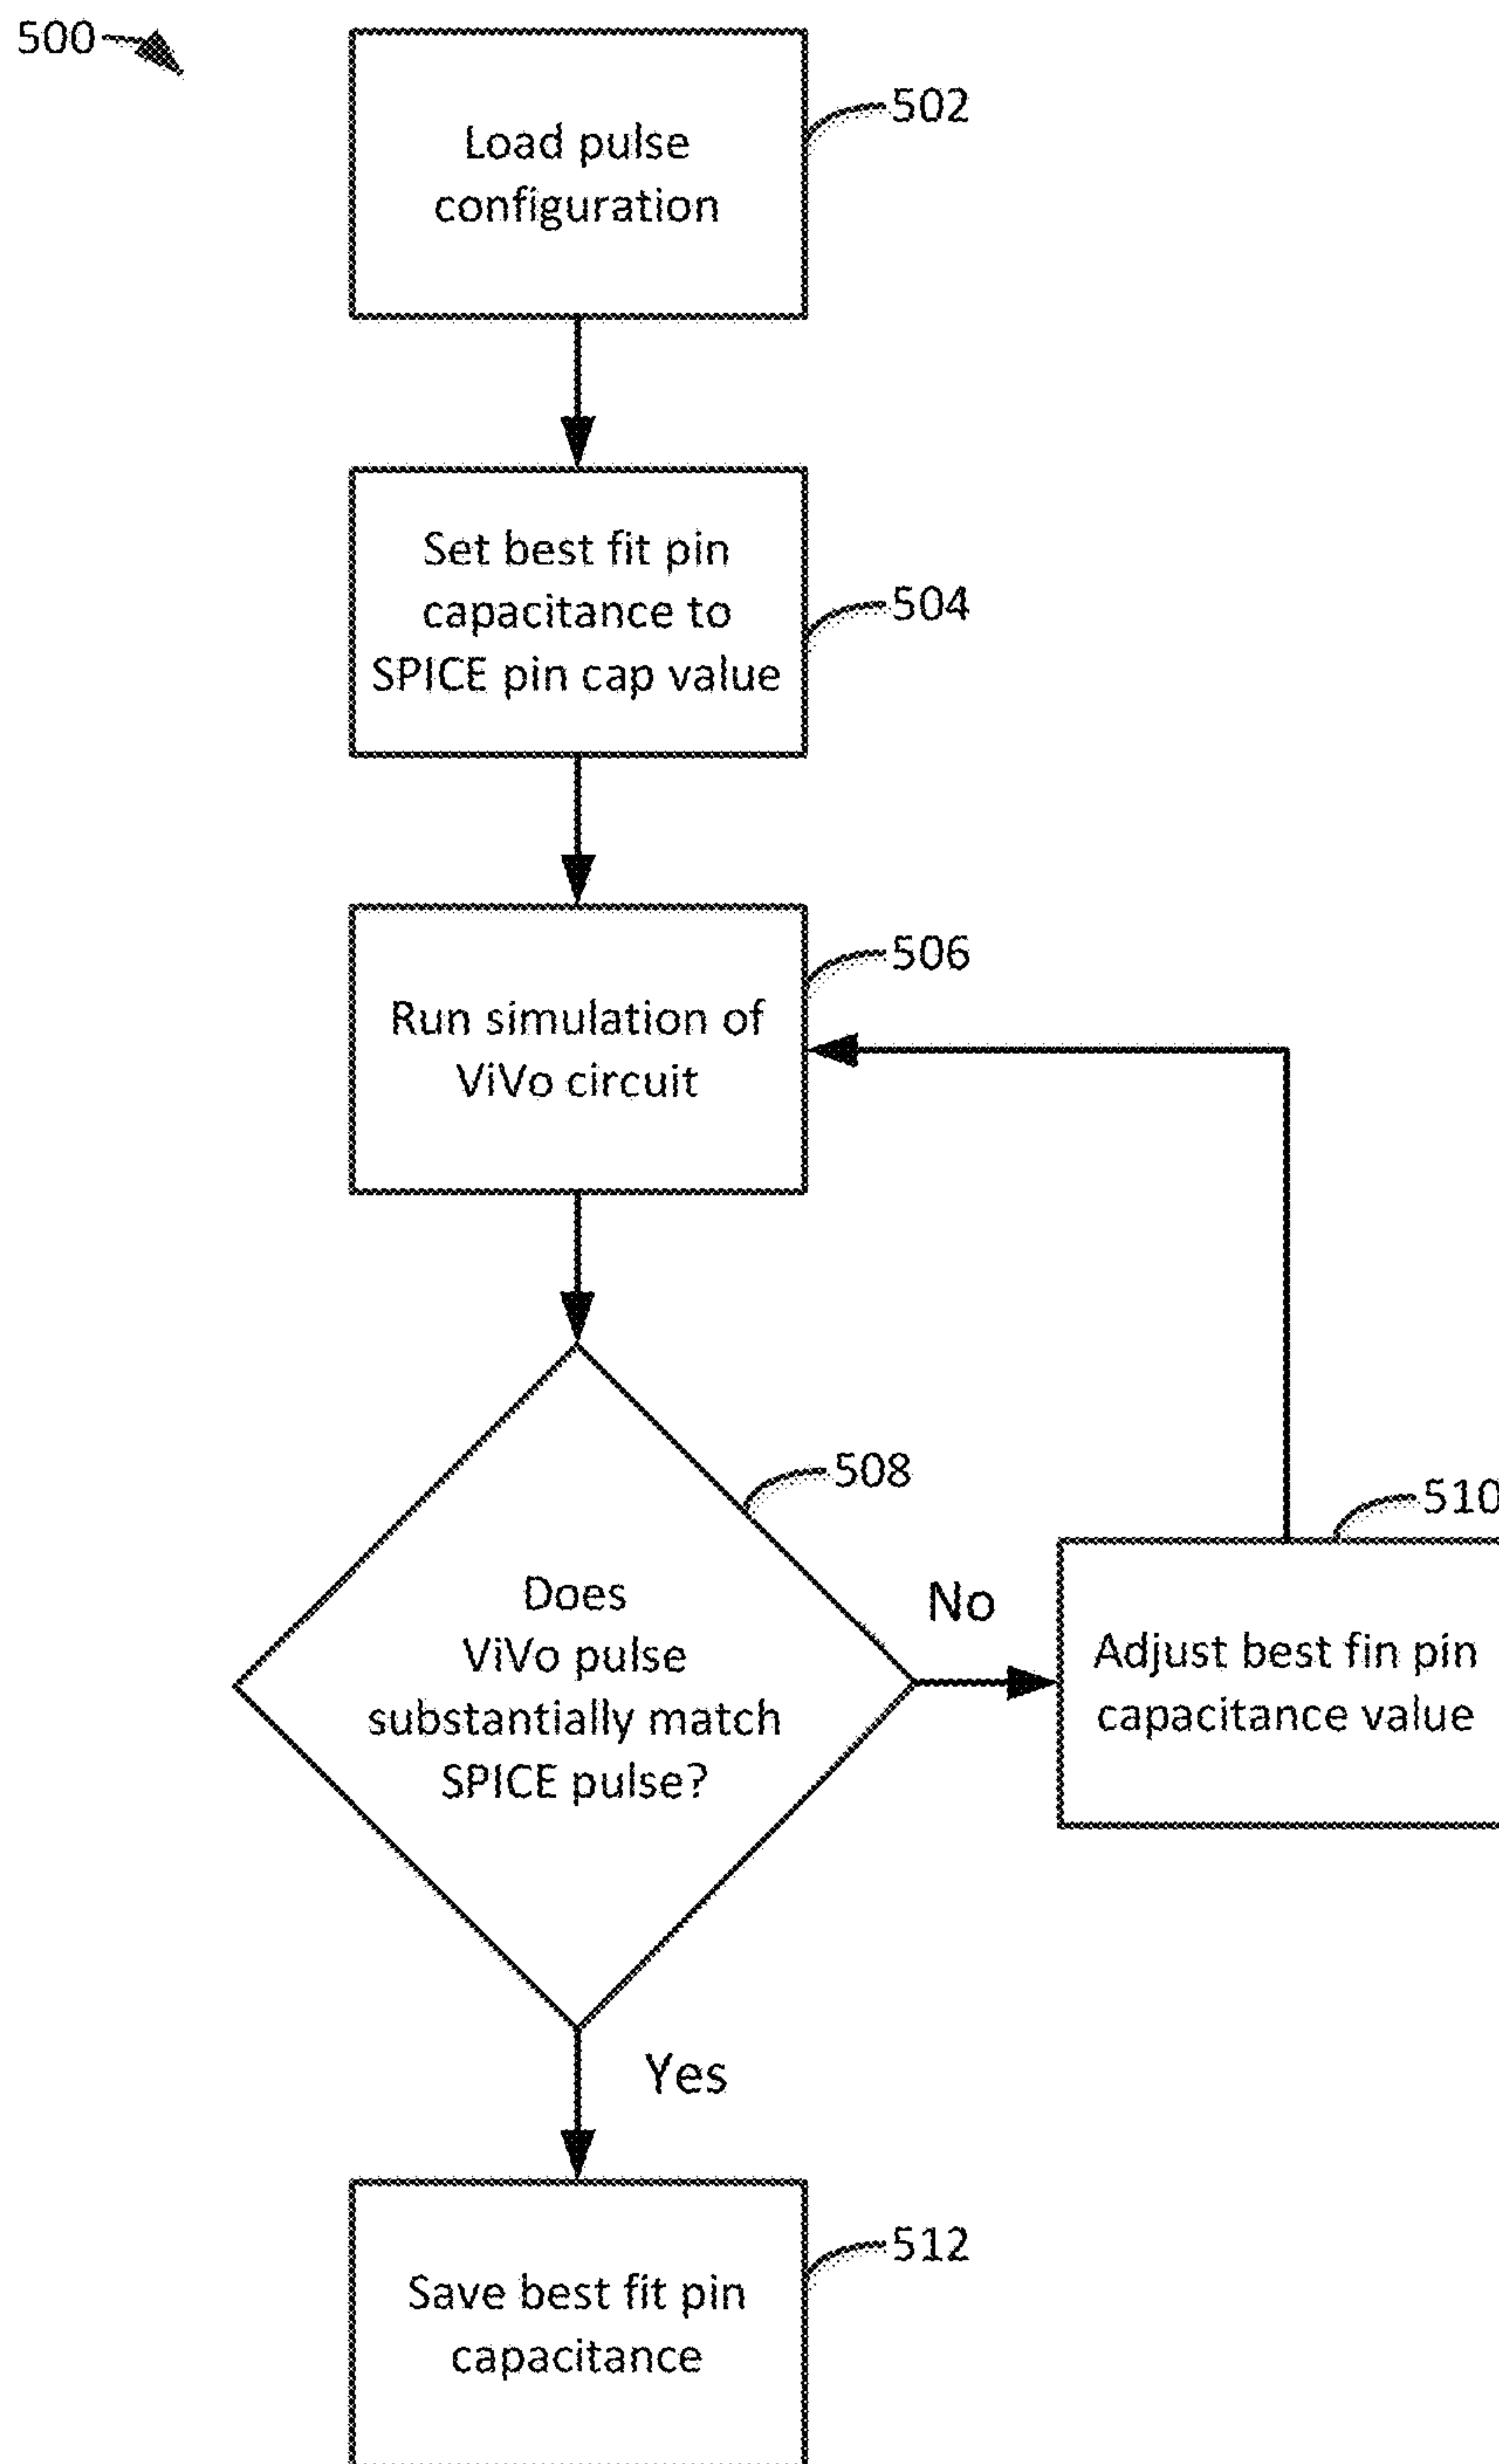 500
Load pulse
configuration
502
Set best fit pin
capacitance to
SPICE pin cap value
504
Run simulation of
ViVo circuit
506
Does
ViVo pulse
substantially match
SPICE pulse?
508
No
Adjust best fin pin
capacitance value
510
Yes
Save best fit pin
capacitance
512